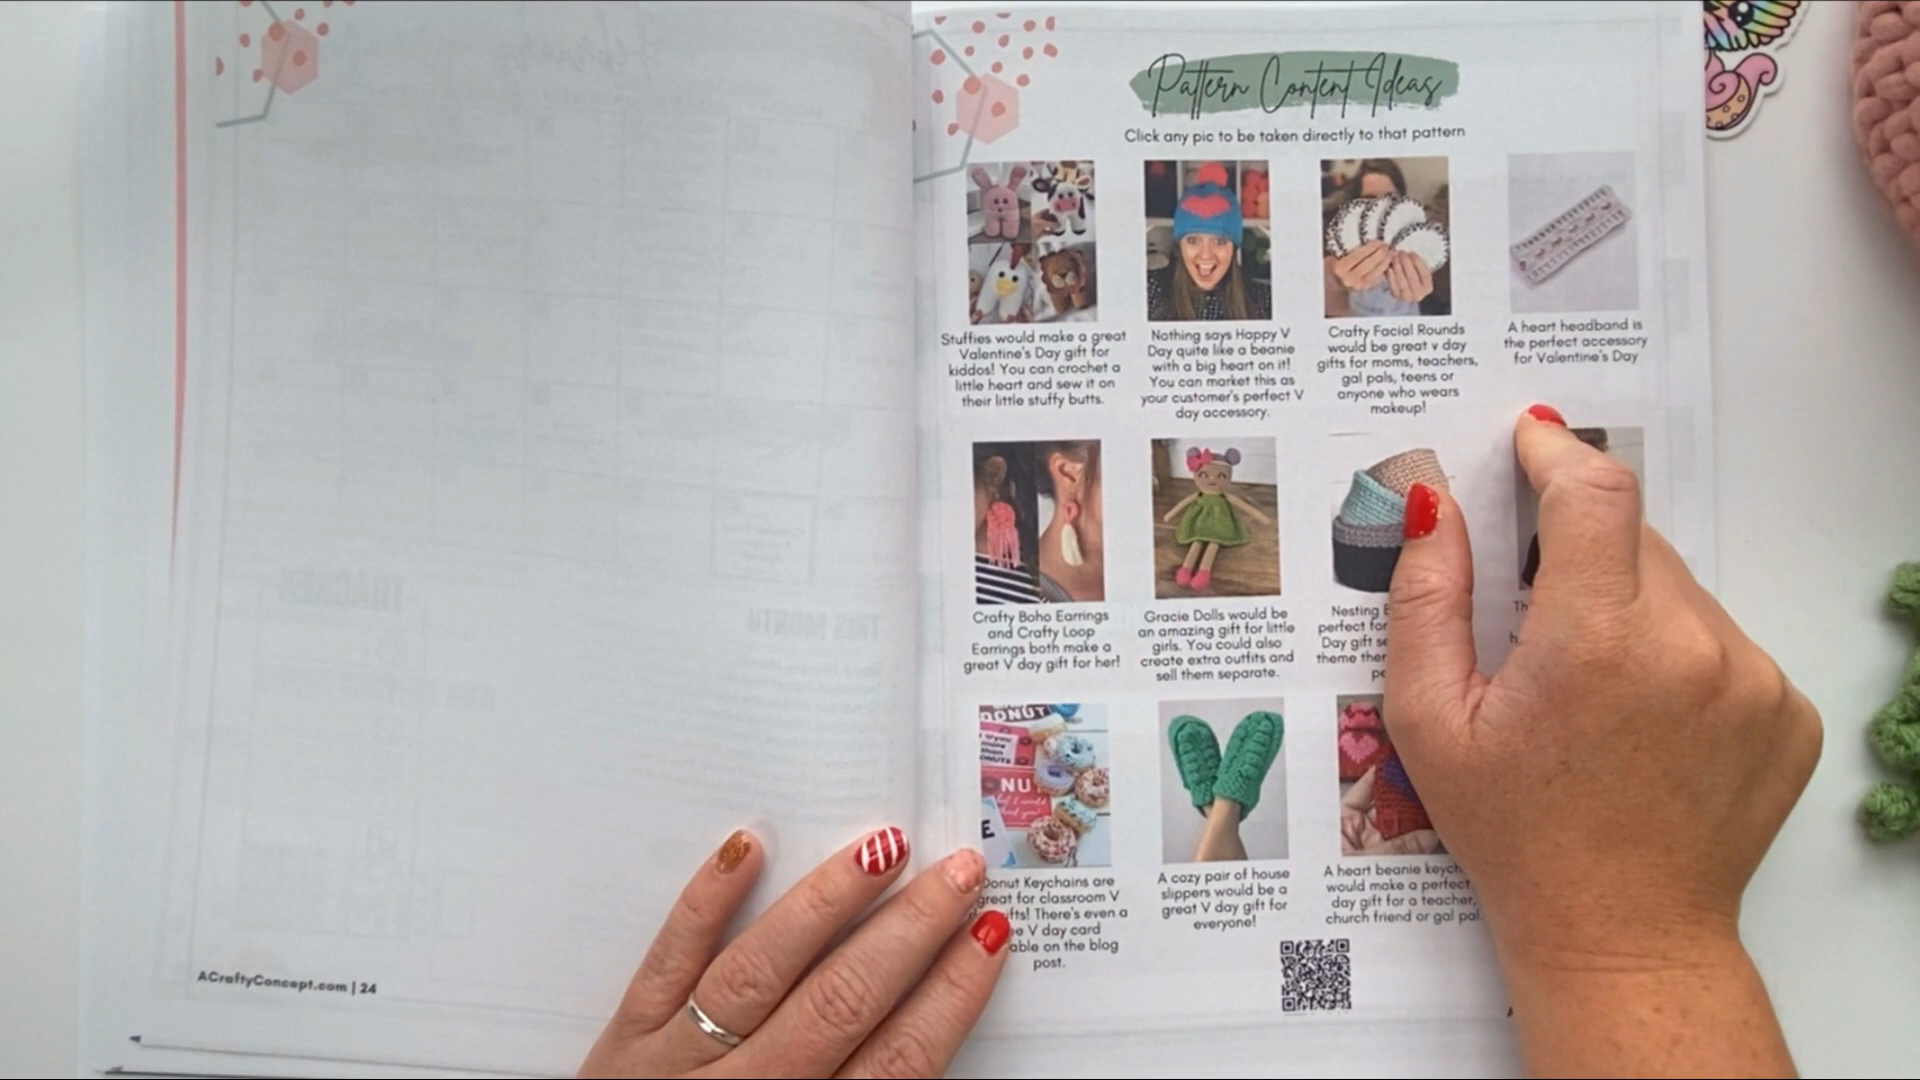 Pattern Content Ideas
Click any pic to be taken directly to that pattern
Stuffies would make a great
Valentine's Day gift for
kiddos! You can crochet a
little heart and sew it on
their little stuffy butts.
Nothing says Happy V
Day quite like a beanie
with a big heart on it!
You can market this as
your customer's perfect V
day accessory.
Crafty Facial Rounds
would be great v day
gifts for moms, teachers,
gal pals, teens or
anyone who wears
makeup!
A heart headband is
the perfect accessory
for Valentine's Day
Crafty Boho Earrings
and Crafty Loop
Earrings both make a
great V day gift for her!
Gracie Dolls would be
an amazing gift for little
girls. You could also
create extra outfits and
sell them separate.
Nesting
perfect for
Day gift
theme
DONUT
NU
Donut Keychains are
great for classroom V
There's even a
V day card
on the blog
post.
A cozy pair of house
slippers would be a
great V day gift for
everyone!
A heart beanie
would make a perfect
day gift for a teacher,
church friend or gal pal.
ACraftyConcept.com | 24
THIS MONTH
TRACKER